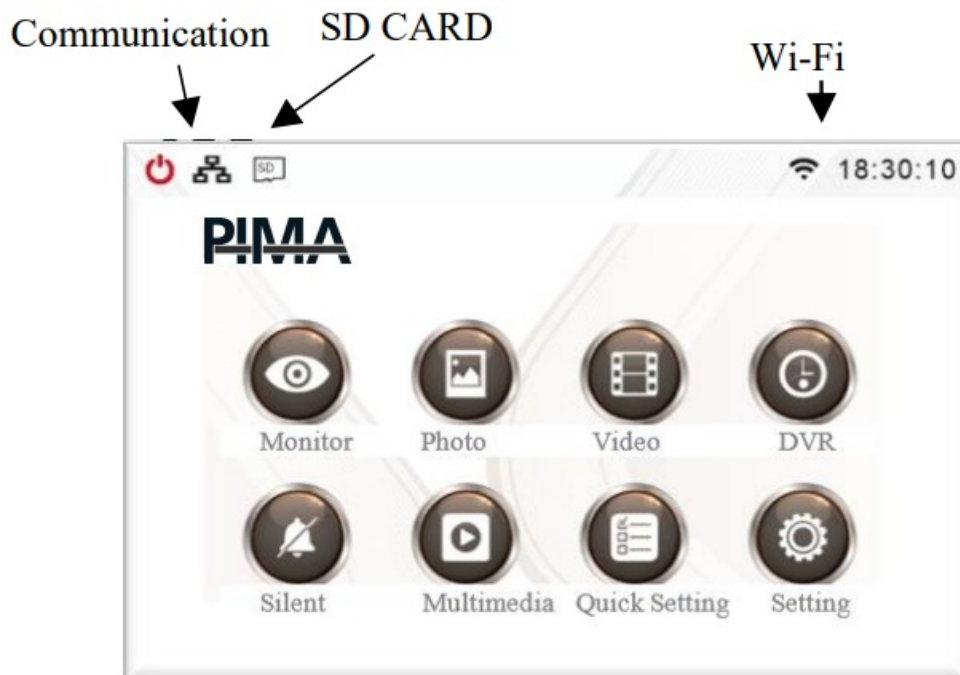 Communication SD CARD
Wi-Fi
SD 18:30:10
PIMA
Monitor Photo Video DVR
Silent Multimedia Quick Setting Setting